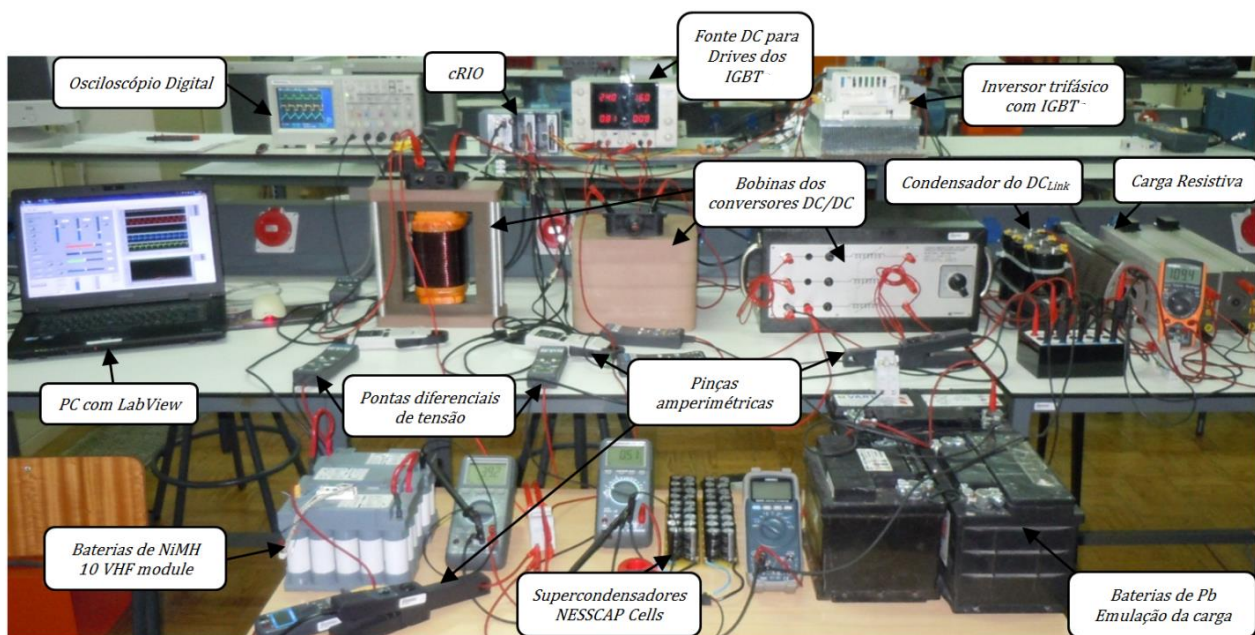 Osciloscópio Digital
cRIO
Fonte DC para
Drives dos
IGBT
Inversor trifásico
com IGBT
Bobinas dos
conversores DC/DC
Condensador do DCLink
Carga Resistiva
PC com LabView
Pontas diferenciais
de tensão
Pinças
amperimétricas
Baterias de NiMH
10 VHF module
Supercondensadores
NESSCAP Cells
Baterias de Pb
Emulação da carga